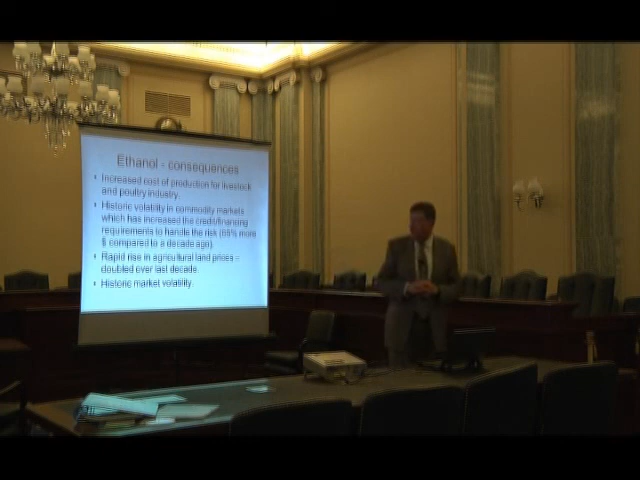 Ethanol - consequences
• Increased cost of production for livestock
and poultry industry.
• Historic volatility in commodity markets
which has increased the credit/financing
requirements to handle the risk (65% more
$ compared to a decade ago).
• Rapid rise in agricultural land prices –
doubled over last decade.
• Historic market volatility.